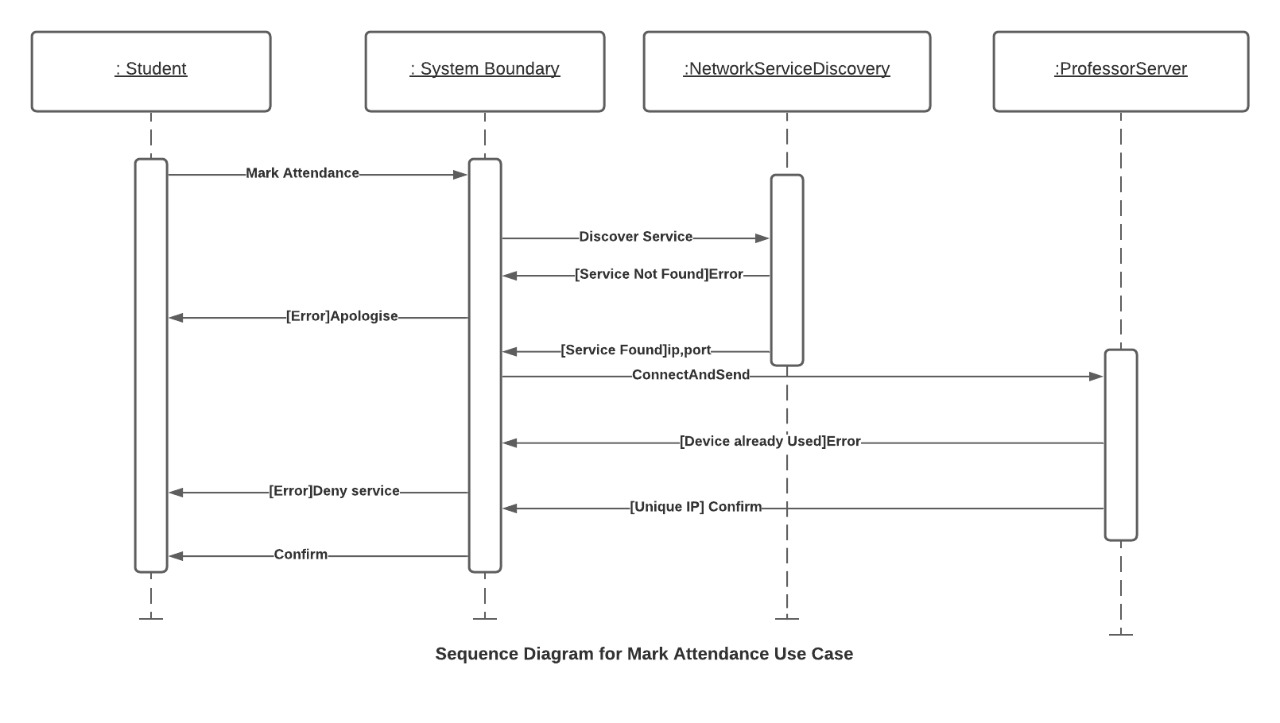 : Student
: System Boundary
:NetworkServiceDiscovery
:ProfessorServer
Mark Attendance
Discover Service
[Service Not Found]Error
[Error]Apologise
[Service Found]ip,port
ConnectAndSend
[Device already Used]Error
[Error]Deny service
[Unique IP] Confirm
Confirm
Sequence Diagram for Mark Attendance Use Case